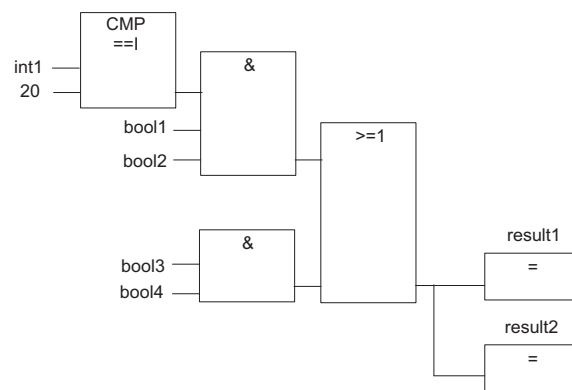 CMP
==I
int1
20
&
bool1
bool2
>=1
&
bool3
bool4
result1
=
result2
=